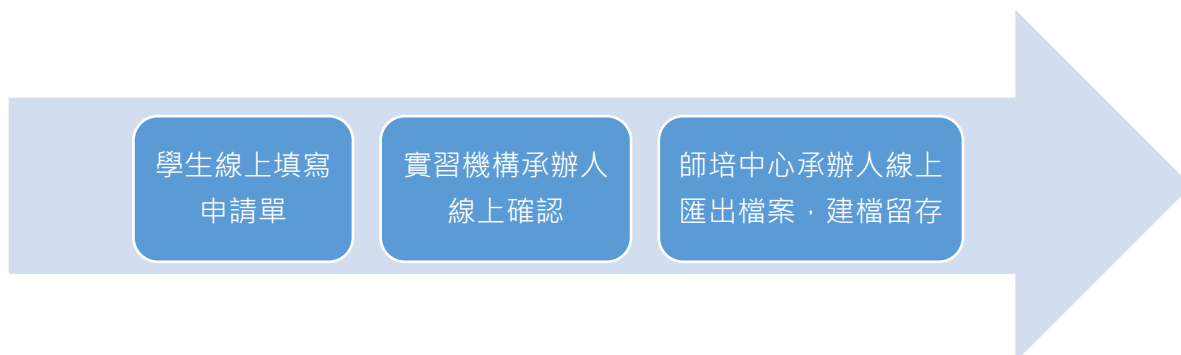 學生線上填寫
申請單
實習機構承辦人
線上確認
師培中心承辦人線上
匯出檔案，建檔留存